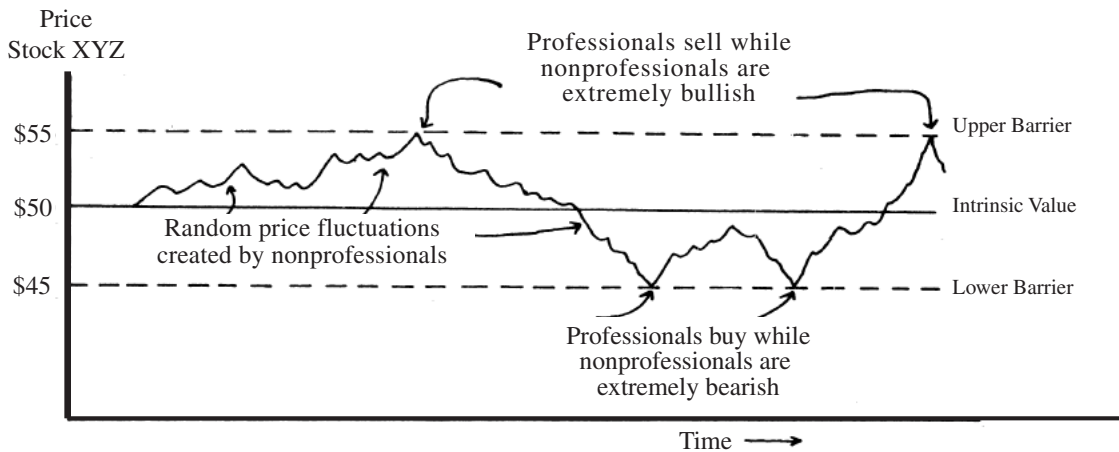 Price
Stock XYZ
Professionals sell while
nonprofessionals are
extremely bullish
$55
Upper Barrier
$50
Intrinsic Value
Random price fluctuations
created by nonprofessionals
$45
Lower Barrier
Professionals buy while
nonprofessionals are
extremely bearish
Time